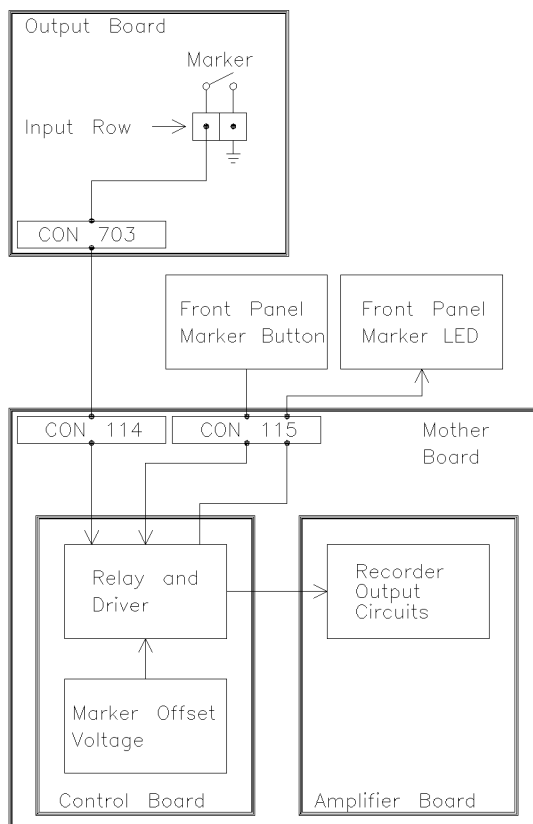 Output Board
Marker
Input Row
CON 703
Front Panel
Marker Button
Front Panel
Marker LED
CON 114
CON 115
Mother
Board
Relay and
Driver
Recorder
Output
Circuits
Marker Offset
Voltage
Control Board
Amplifier Board